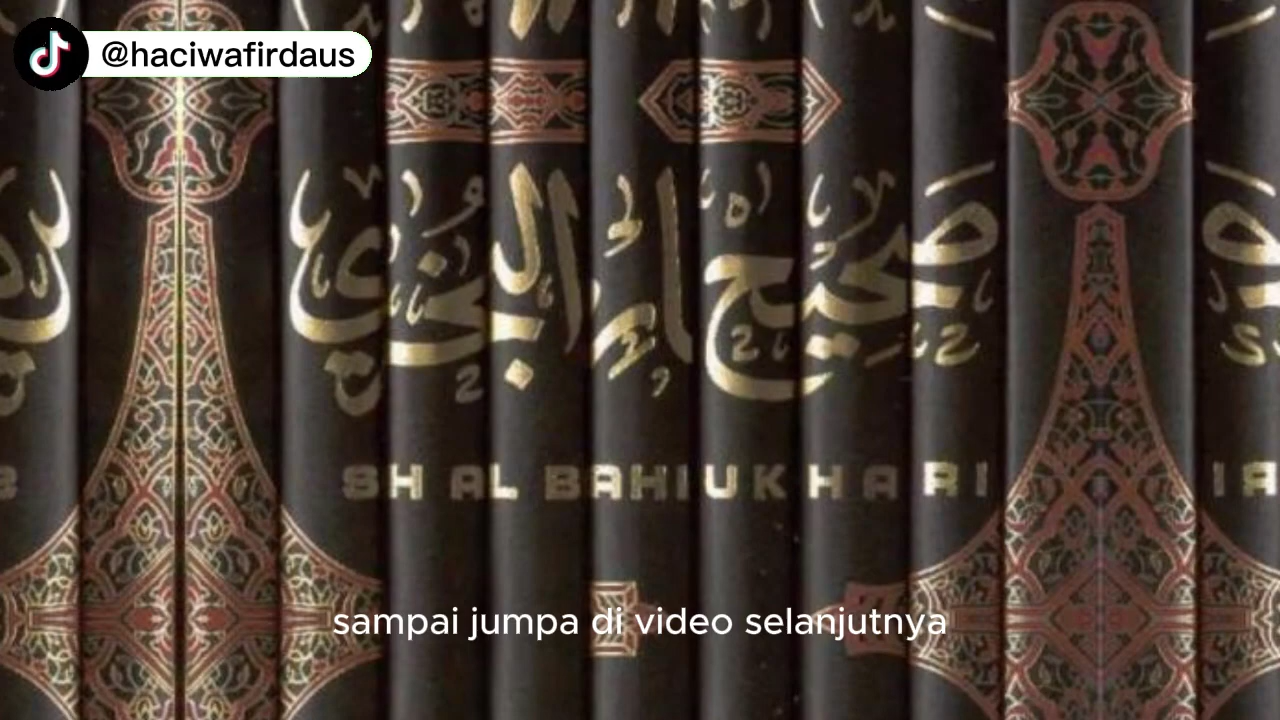 @haciwafirdaus
صحيح البخاري
SH AL BAHIUKHARI
sampai jumpa di video selanjutnya